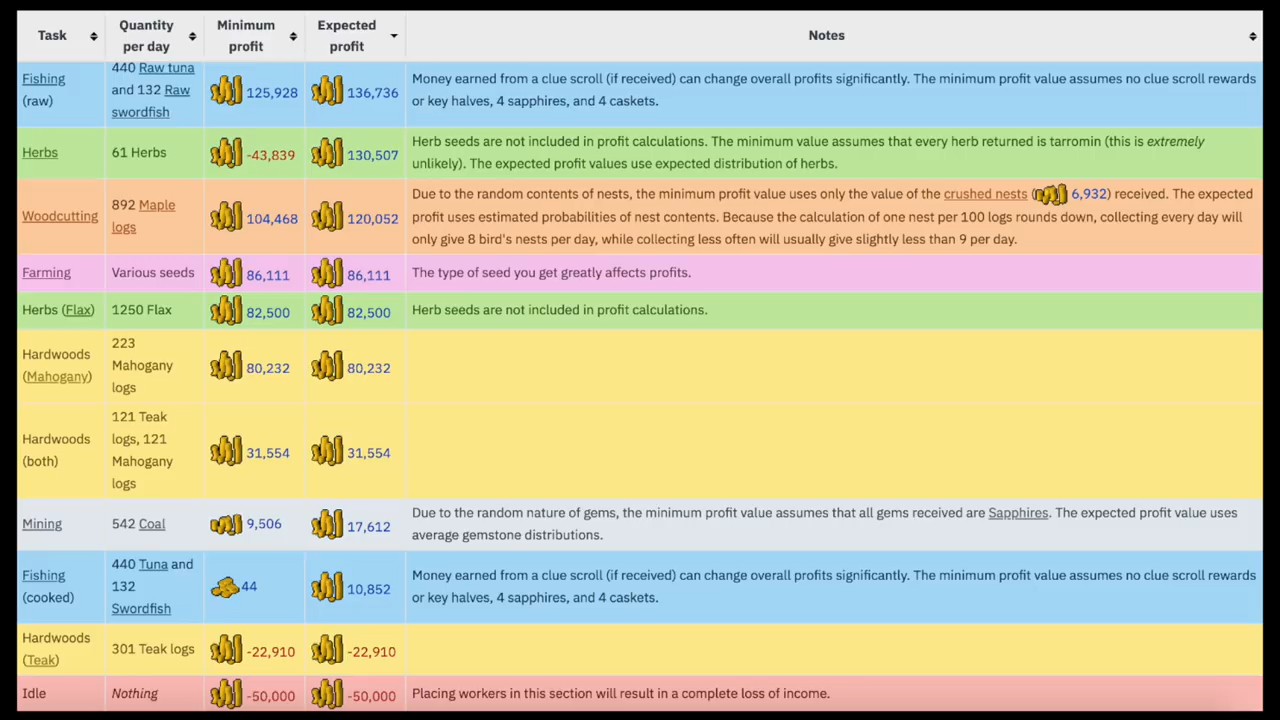 Task
Quantity
per day
Minimum
profit
Expected
profit
Notes
Fishing
(raw)
440 Raw tuna
and 132 Raw
swordfish
125,928
136,736
Money earned from a clue scroll (if received) can change overall profits significantly. The minimum profit value assumes no clue scroll rewards
or key halves, 4 sapphires, and 4 caskets.
Herbs
61 Herbs
-43,839
130,507
Herb seeds are not included in profit calculations. The minimum value assumes that every herb returned is tarromin (this is extremely
unlikely). The expected profit values use expected distribution of herbs.
Woodcutting
892 Maple
logs
104,468
120,052
Due to the random contents of nests, the minimum profit value uses only the value of the crushed nests (6,932) received. The expected
profit uses estimated probabilities of nest contents. Because the calculation of one nest per 100 logs rounds down, collecting every day will
only give 8 bird's nests per day, while collecting less often will usually give slightly less than 9 per day.
Farming
Various seeds
86,111
86,111
The type of seed you get greatly affects profits.
Herbs (Flax)
1250 Flax
82,500
82,500
Herb seeds are not included in profit calculations.
Hardwoods
(Mahogany)
223
Mahogany
logs
80,232
80,232
Hardwoods
(both)
121 Teak
logs, 121
Mahogany
logs
31,554
31,554
Mining
542 Coal
9,506
17,612
Due to the random nature of gems, the minimum profit value assumes that all gems received are Sapphires. The expected profit value uses
average gemstone distributions.
Fishing
(cooked)
440 Tuna and
132
Swordfish
44
10,852
Money earned from a clue scroll (if received) can change overall profits significantly. The minimum profit value assumes no clue scroll rewards
or key halves, 4 sapphires, and 4 caskets.
Hardwoods
(Teak)
301 Teak logs
-22,910
-22,910
Idle
Nothing
-50,000
-50,000
Placing workers in this section will result in a complete loss of income.